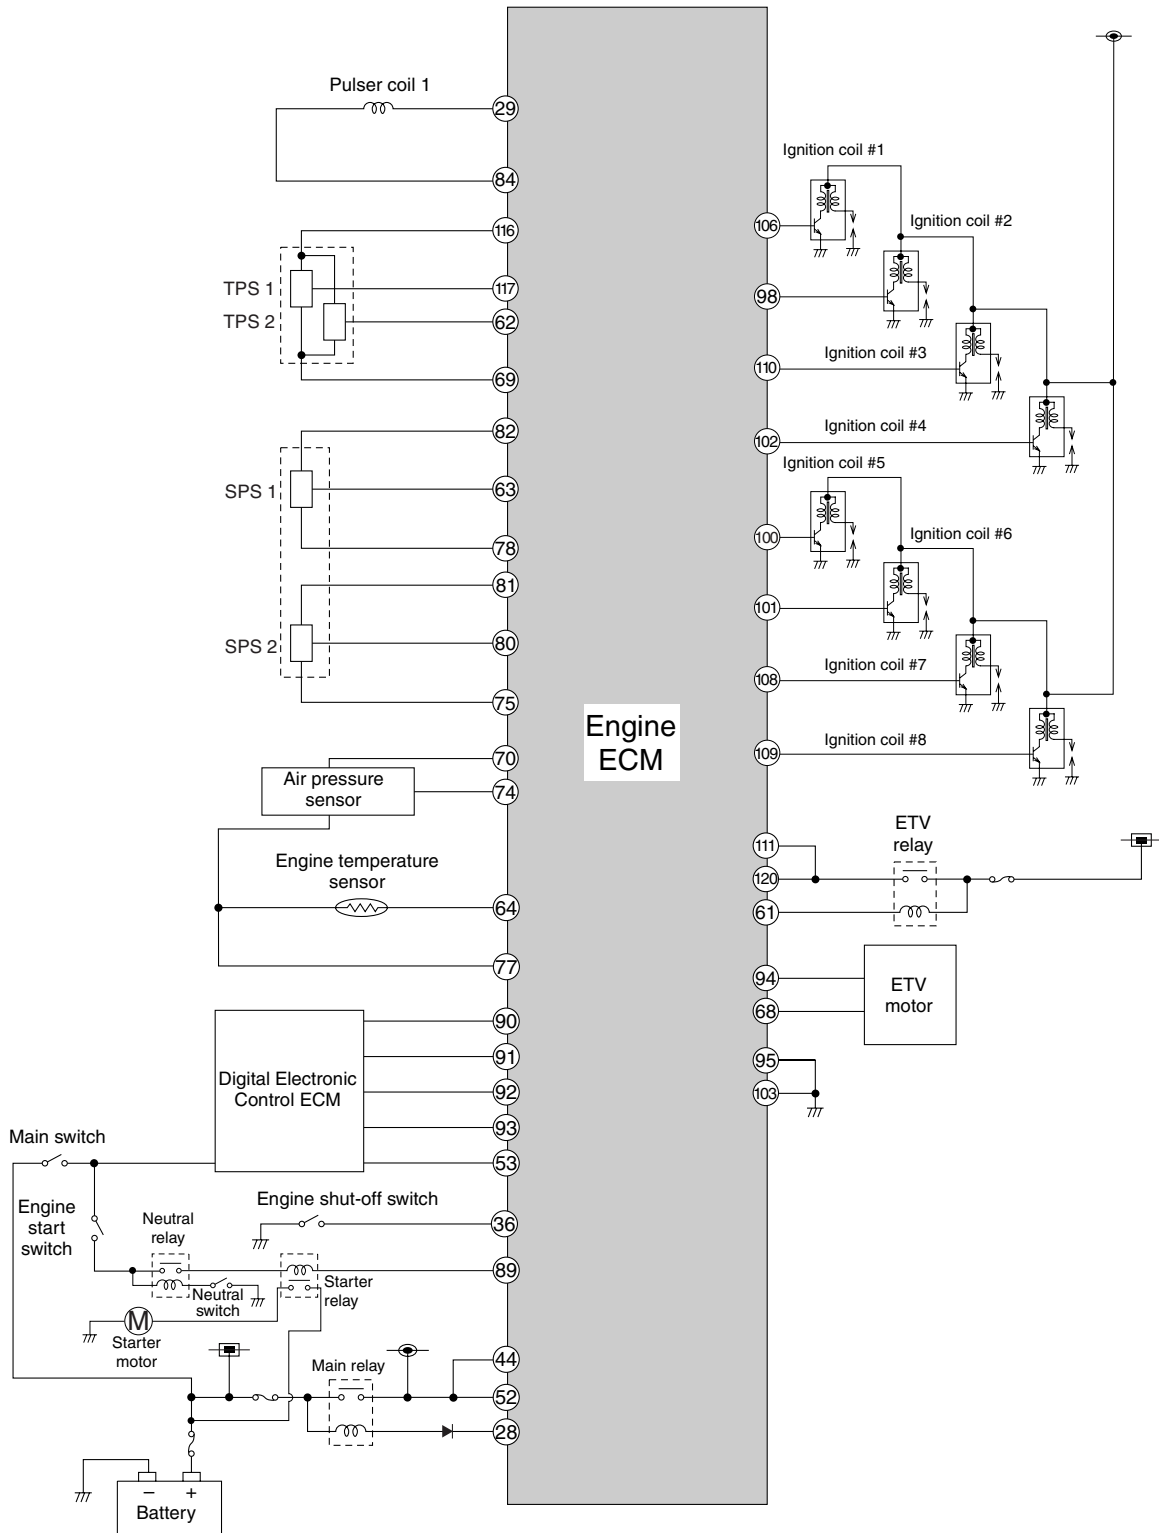 Pulser coil 1
29
84
116
TPS 1
117
TPS 2
62
69
82
SPS 1
63
78
81
SPS 2
80
75
70
Air pressure
sensor
74
Engine temperature
sensor
64
77
90
91
Digital Electronic
Control ECM
92
93
53
Main switch
Engine
start
switch
Engine shut-off switch
36
Neutral
relay
89
Neutral
switch
Starter
relay
M
Starter
motor
Main relay
44
52
28
− +
Battery
Engine
ECM
Ignition coil #1
106
Ignition coil #2
98
Ignition coil #3
110
Ignition coil #4
102
Ignition coil #5
100
Ignition coil #6
101
Ignition coil #7
108
Ignition coil #8
109
ETV
relay
111
120
61
94
ETV
motor
68
95
103